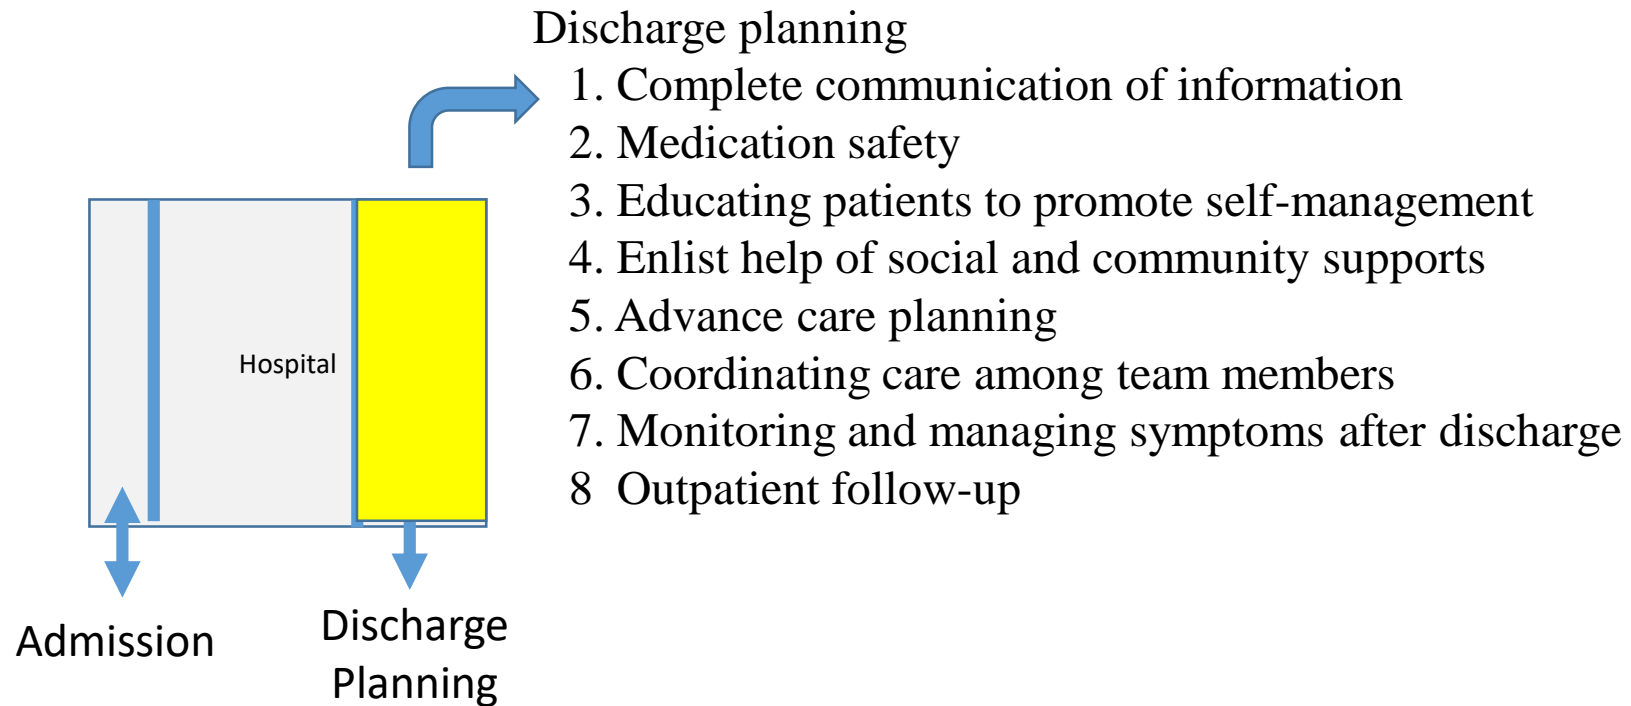 Discharge planning
1. Complete communication of information
2. Medication safety
3. Educating patients to promote self-management
4. Enlist help of social and community supports
5. Advance care planning
6. Coordinating care among team members
7. Monitoring and managing symptoms after discharge
8 Outpatient follow-up
Hospital
Admission
Discharge
Planning